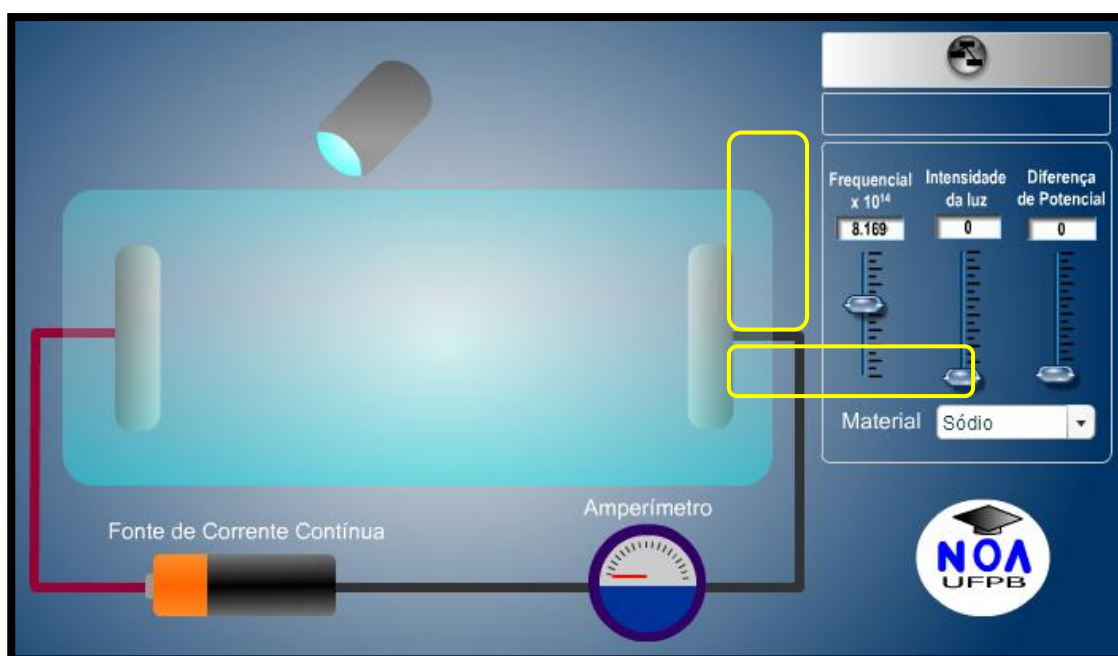 Frequencial
x 10¹⁴
8.169
Intensidade
da luz
0
Diferença
de Potencial
0
Material
Sódio
Amperímetro
Fonte de Corrente Contínua
NOA
UFPB